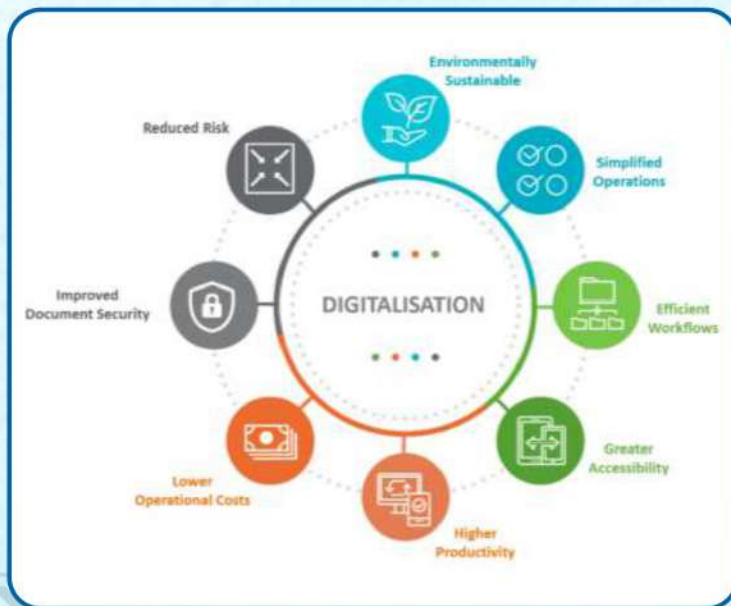 Environmentally
Sustainable
Reduced Risk
Simplified
Operations
Improved
Document Security
DIGITALISATION
Efficient
Workflows
Greater
Accessibility
Lower
Operational Costs
Higher
Productivity